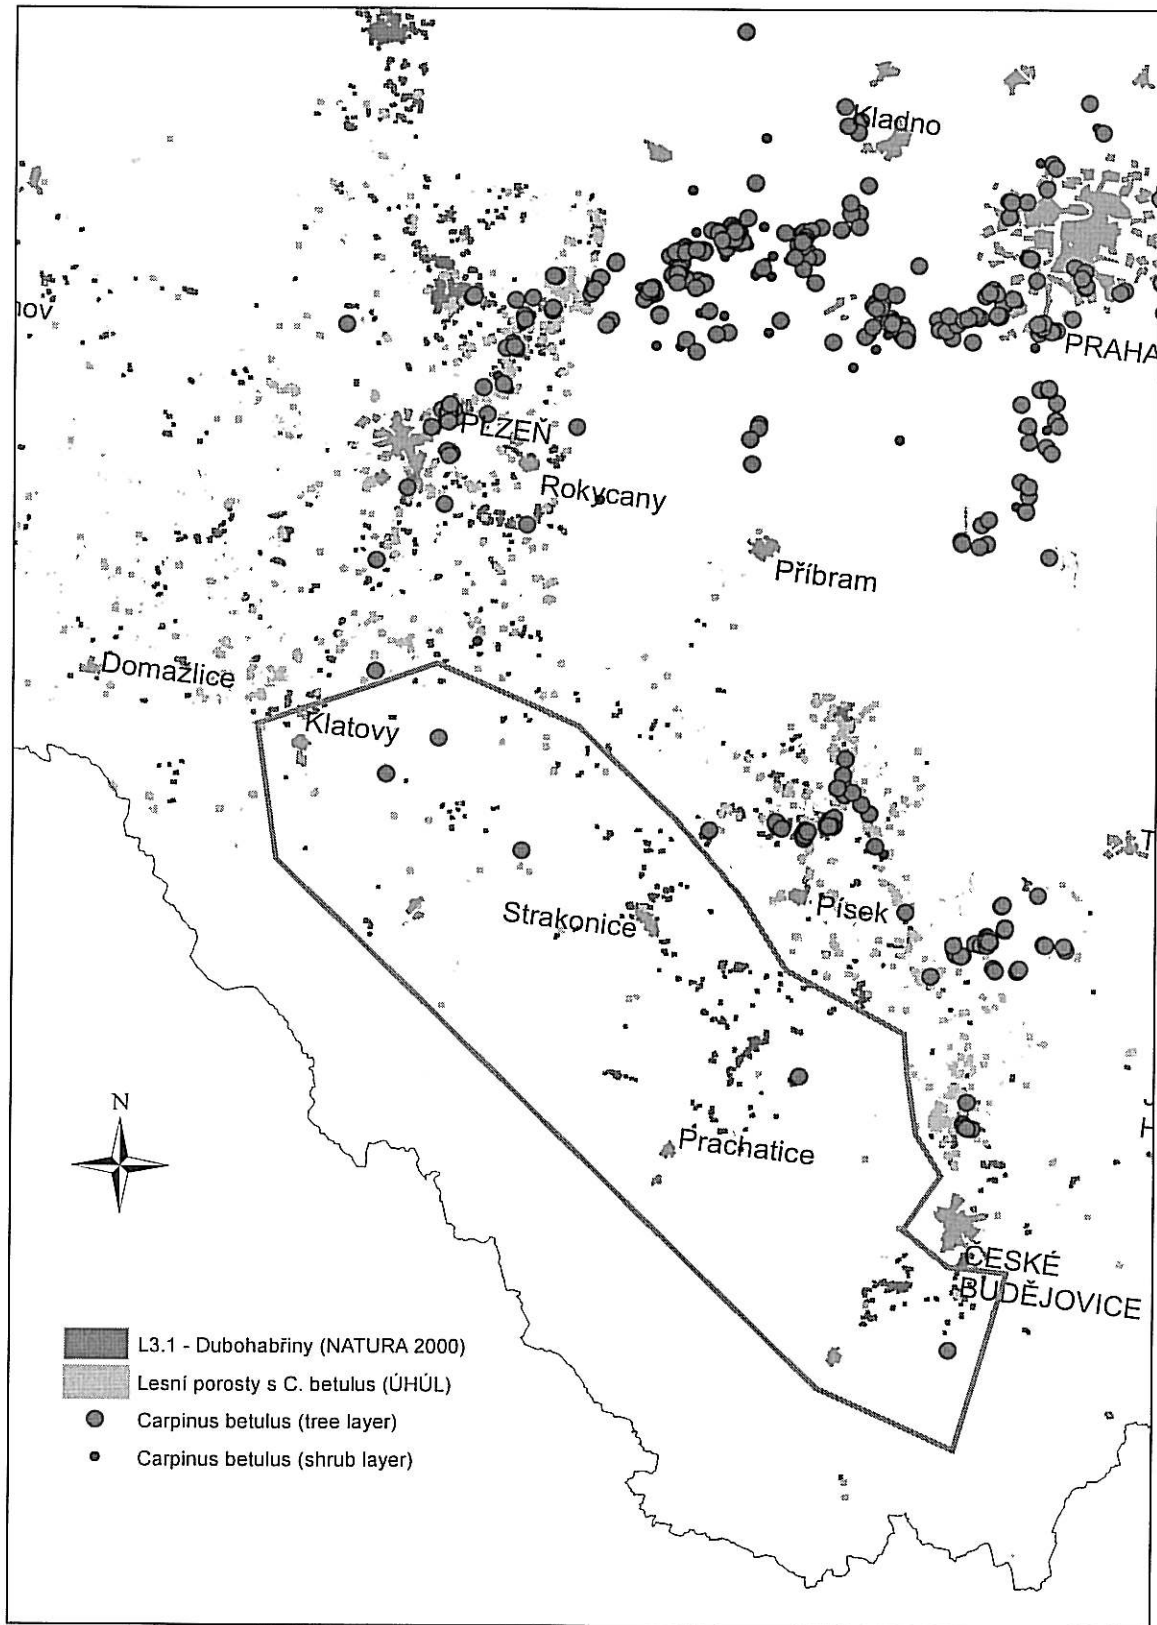 Kladno
nov
PRAHA
PLZEŇ
Rokycany
Příbram
Domažlice
Klatovy
T
Strakonice
Písek
N
Prachatice
H
ČESKÉ
BUDĚJOVICE
L3.1 - Dubohabřiny (NATURA 2000)
Lesní porosty s C. betulus (ÚHÚL)
Carpinus betulus (tree layer)
Carpinus betulus (shrub layer)